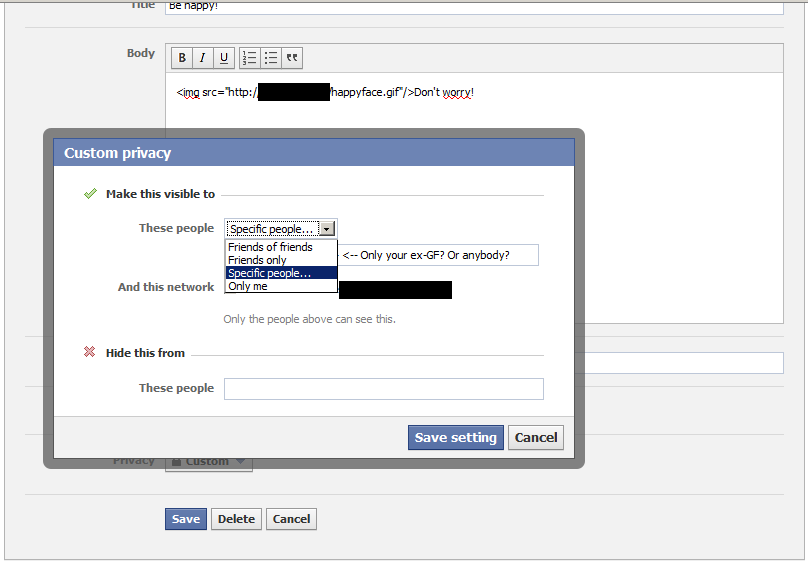 Title Be happy!
Body B I U
<img src="http:/ /happyface.gif"/>Don't worry!
Custom privacy
Make this visible to
These people Specific people...
Friends of friends
Friends only
Specific people...
Only me
<-- Only your ex-GF? Or anybody?
And this network
Only the people above can see this.
Hide this from
These people
Save setting Cancel
Privacy Custom
Save Delete Cancel